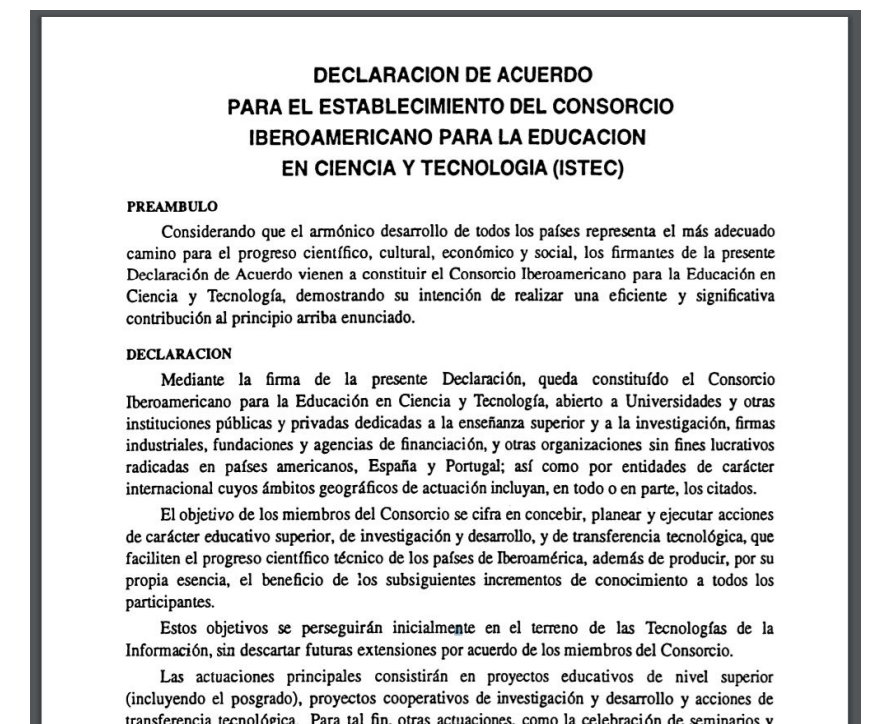 DECLARACION DE ACUERDO
PARA EL ESTABLECIMIENTO DEL CONSORCIO
IBEROAMERICANO PARA LA EDUCACION
EN CIENCIA Y TECNOLOGIA (ISTEC)
PREAMBULO
Considerando que el armónico desarrollo de todos los países representa el más adecuado
camino para el progreso científico, cultural, económico y social, los firmantes de la presente
Declaración de Acuerdo vienen a constituir el Consorcio Iberoamericano para la Educación en
Ciencia y Tecnología, demostrando su intención de realizar una eficiente y significativa
contribución al principio arriba enunciado.
DECLARACION
Mediante la firma de la presente Declaración, queda constituído el Consorcio
Iberoamericano para la Educación en Ciencia y Tecnología, abierto a Universidades y otras
instituciones públicas y privadas dedicadas a la enseñanza superior y a la investigación, firmas
industriales, fundaciones y agencias de financiación, y otras organizaciones sin fines lucrativos
radicadas en países americanos, España y Portugal; así como por entidades de carácter
internacional cuyos ámbitos geográficos de actuación incluyan, en todo o en parte, los citados.
El objetivo de los miembros del Consorcio se cifra en concebir, planear y ejecutar acciones
de carácter educativo superior, de investigación y desarrollo, y de transferencia tecnológica, que
faciliten el progreso científico técnico de los países de Iberoamérica, además de producir, por su
propia esencia, el beneficio de los subsiguientes incrementos de conocimiento a todos los
participantes.
Estos objetivos se perseguirán inicialmente en el terreno de las Tecnologías de la
Información, sin descartar futuras extensiones por acuerdo de los miembros del Consorcio.
Las actuaciones principales consistirán en proyectos educativos de nivel superior
(incluyendo el posgrado), proyectos cooperativos de investigación y desarrollo y acciones de
transferencia tecnológica. Para tal fin, otras actuaciones, como la celebración de seminarios y